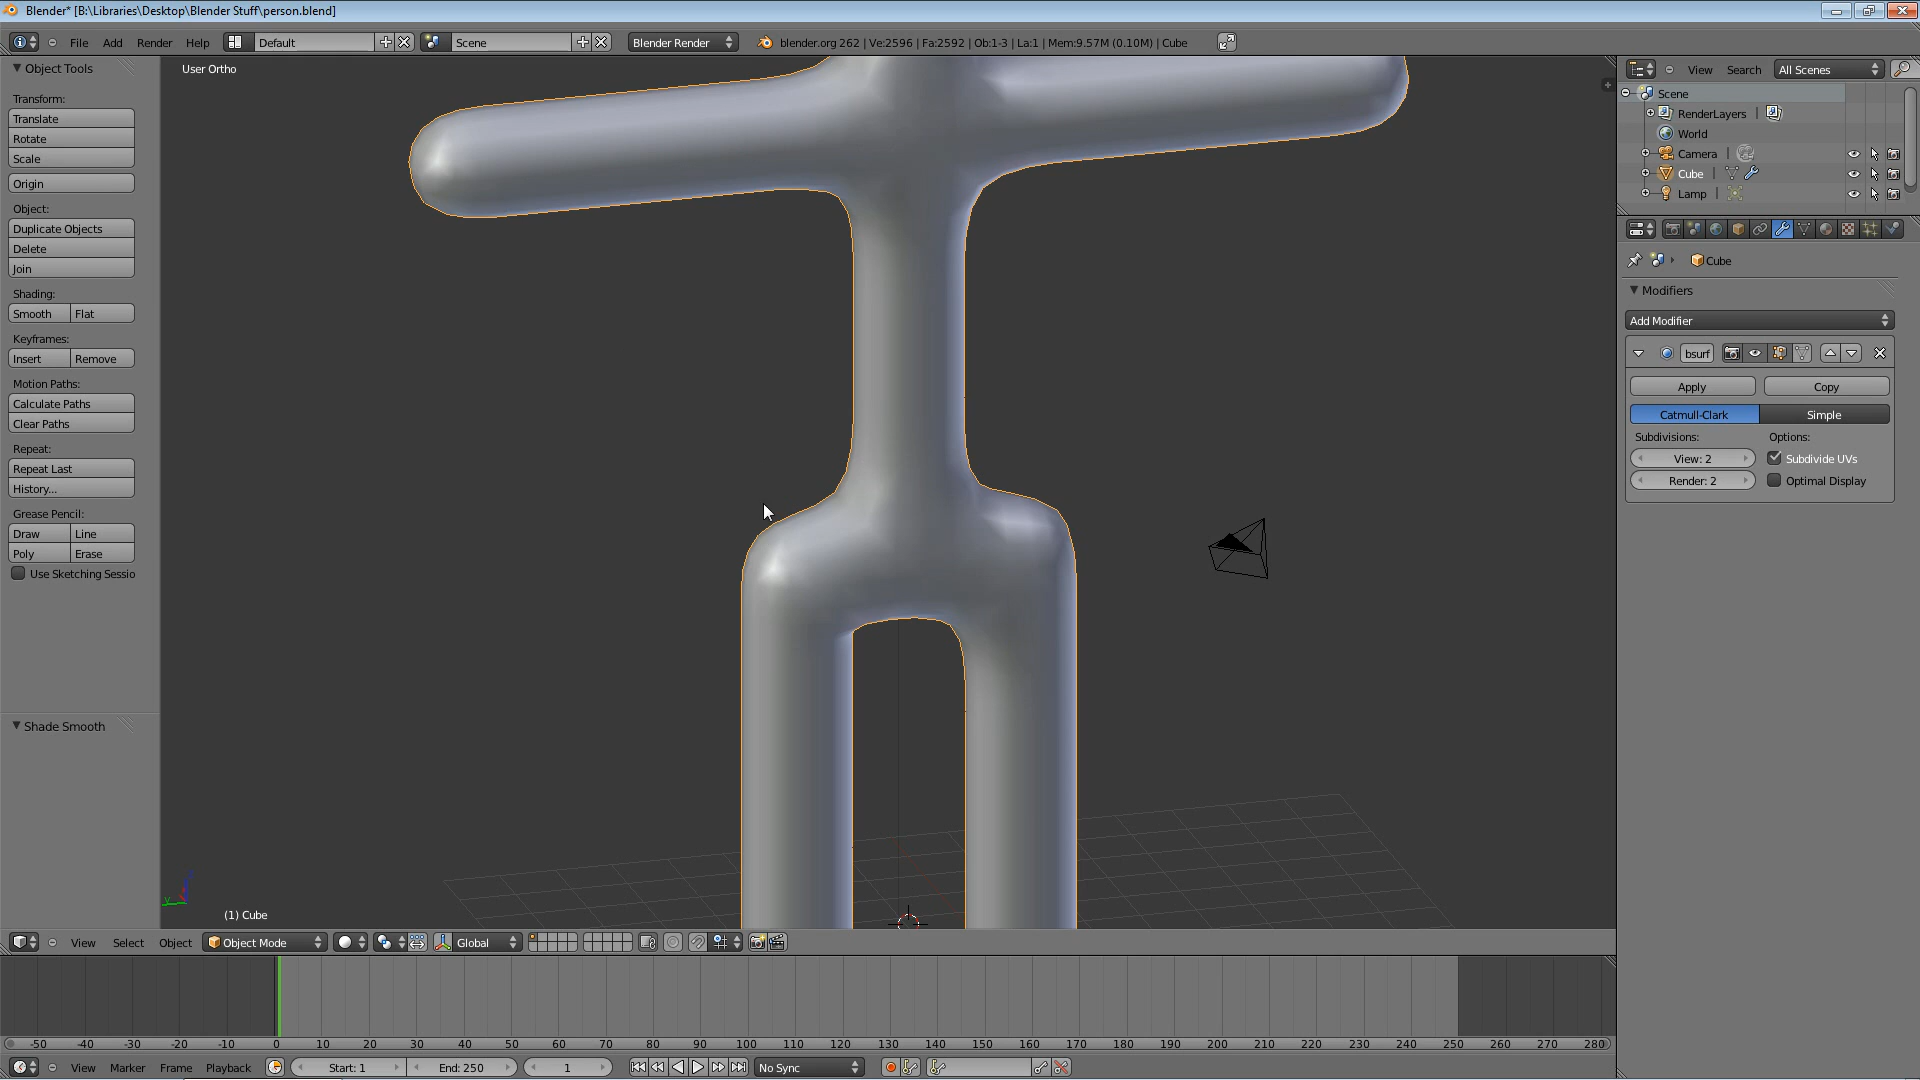 Blender* [B:\Libraries\Desktop\Blender Stuff\person.blend]
File Add Render Help Default Scene Blender Render blender.org 262 | Ve:2596 | Fa:2592 | Ob:1-3 | La:1 | Mem:9.57M (0.10M) | Cube
Object Tools
Transform:
Translate
Rotate
Scale
Origin
Object:
Duplicate Objects
Delete
Join
Shading:
Smooth Flat
Keyframes:
Insert Remove
Motion Paths:
Calculate Paths
Clear Paths
Repeat:
Repeat Last
History...
Grease Pencil:
Draw Line
Poly Erase
Use Sketching Sessio
Shade Smooth
User Ortho
(1) Cube
View Search All Scenes
Scene
RenderLayers |
World
Camera |
Cube |
Lamp |
Cube
Modifiers
Add Modifier
bsurf
Apply Copy
Catmull-Clark Simple
Subdivisions: Options:
View: 2 Subdivide UVs
Render: 2 Optimal Display
View Select Object Object Mode Global
-50 -40 -30 -20 -10 0 10 20 30 40 50 60 70 80 90 100 110 120 130 140 150 160 170 180 190 200 210 220 230 240 250 260 270 280
View Marker Frame Playback Start: 1 End: 250 1 No Sync